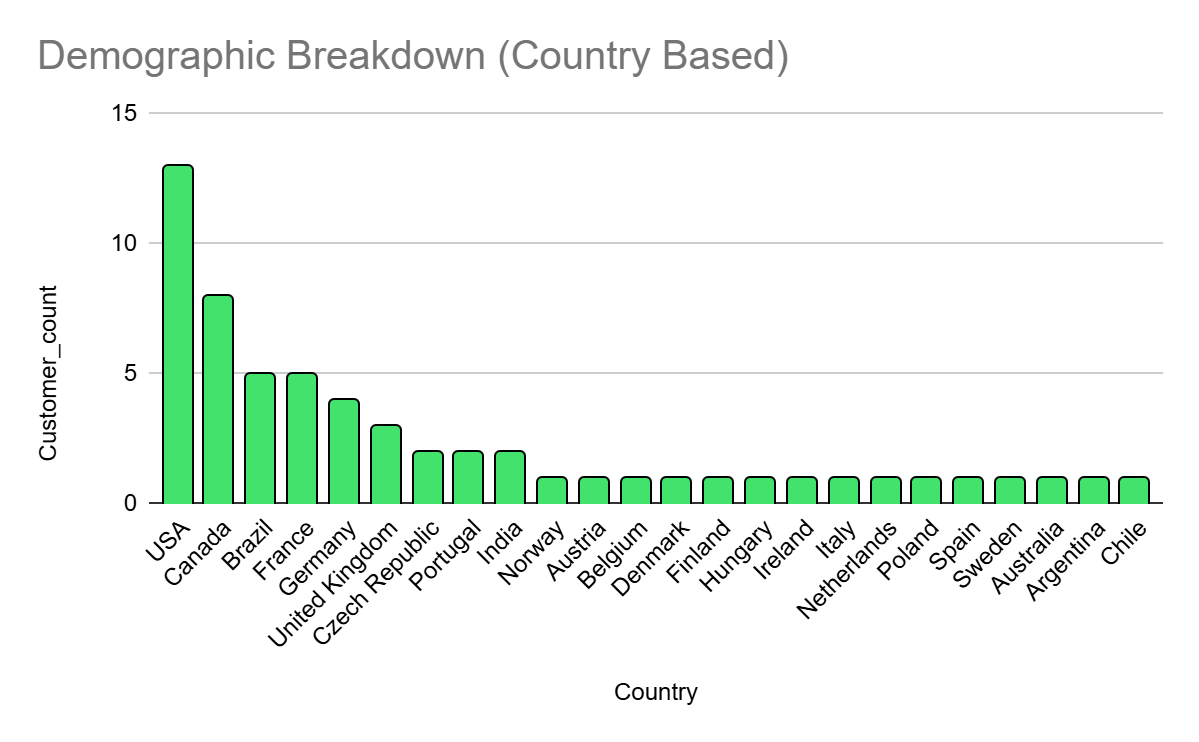 Demographic Breakdown (Country Based)
15
10
5
0
Customer_count
USA
Canada
Brazil
France
Germany
United Kingdom
Czech Republic
Portugal
India
Norway
Austria
Belgium
Denmark
Finland
Hungary
Ireland
Italy
Netherlands
Poland
Spain
Sweden
Australia
Argentina
Chile
Country